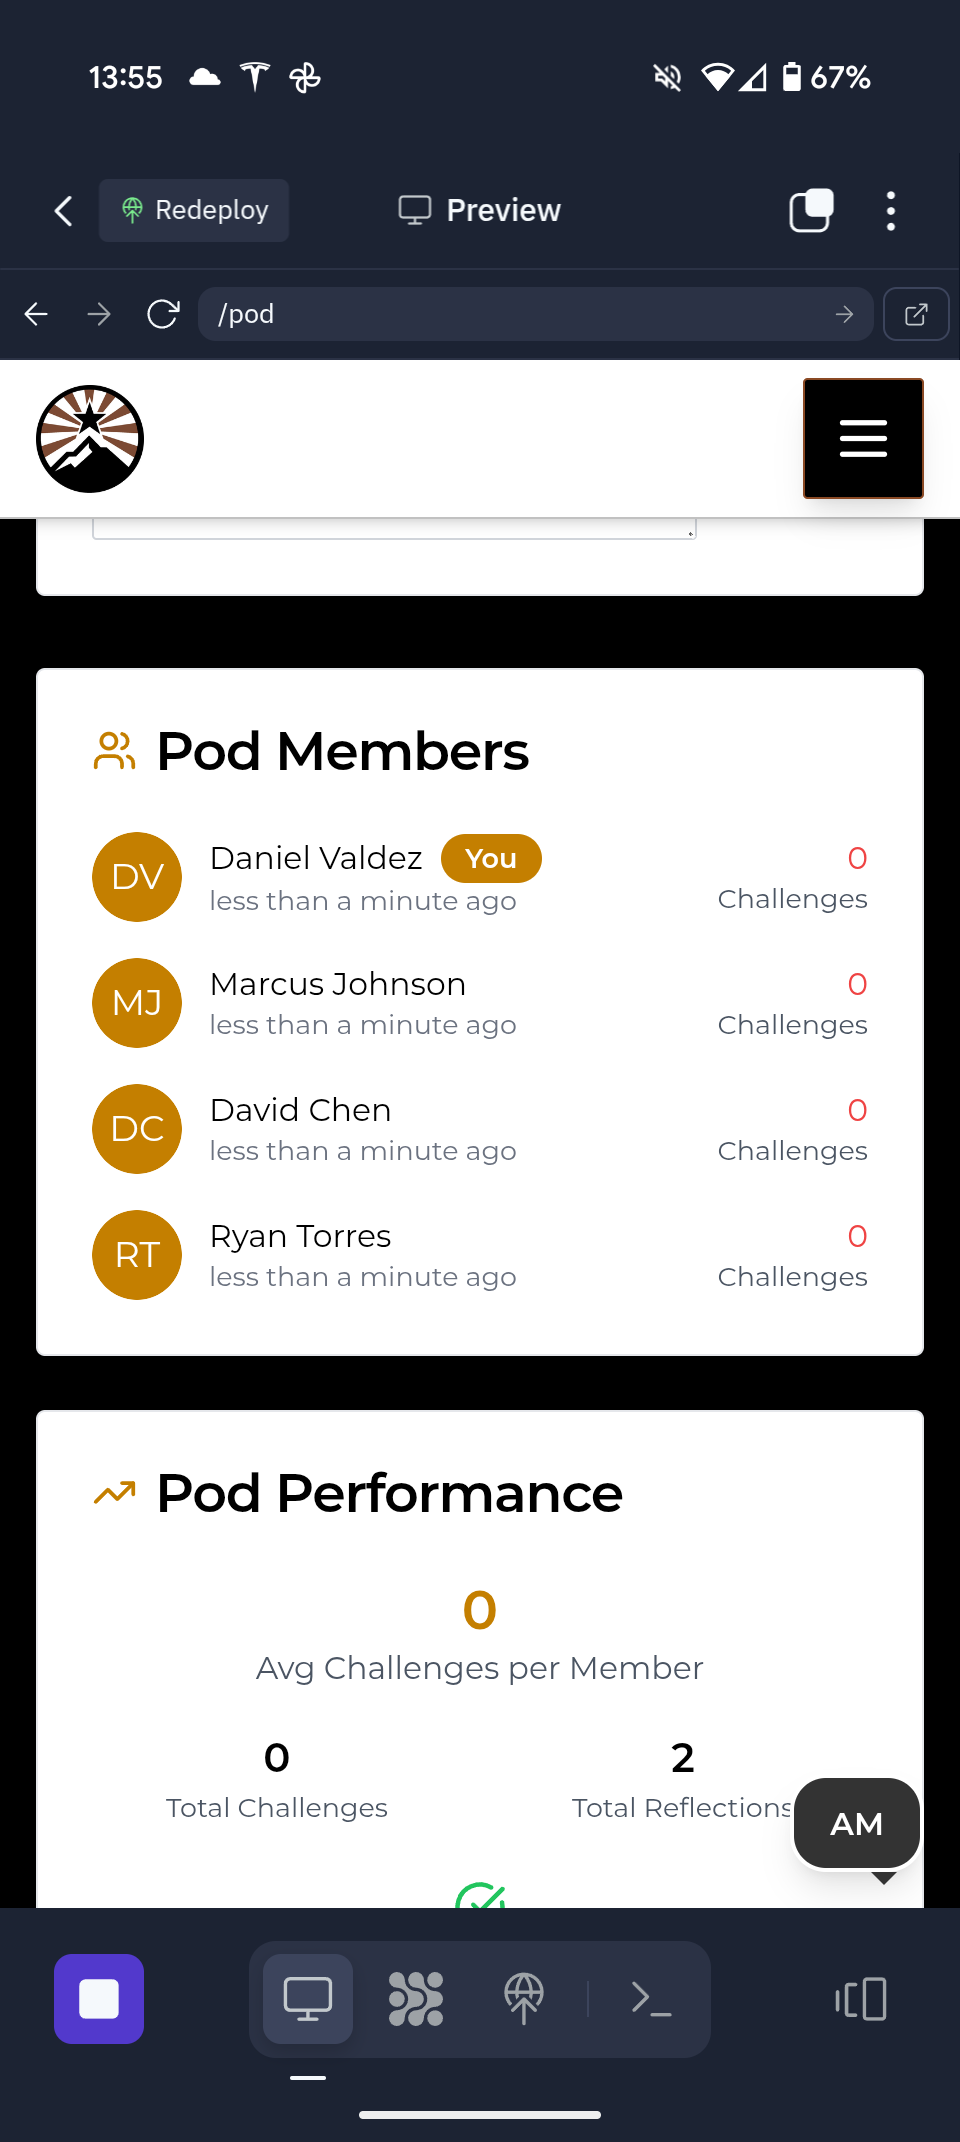 13:55
67%
Redeploy
Preview
/pod
Pod Members
DV
Daniel Valdez
You
less than a minute ago
0
Challenges
MJ
Marcus Johnson
less than a minute ago
0
Challenges
DC
David Chen
less than a minute ago
0
Challenges
RT
Ryan Torres
less than a minute ago
0
Challenges
Pod Performance
0
Avg Challenges per Member
0
Total Challenges
2
Total Reflections
AM